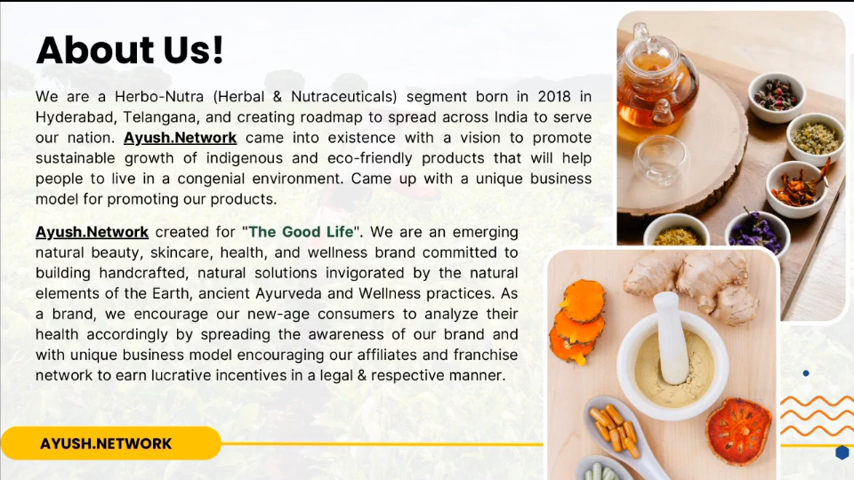 About Us!
We are a Herbo-Nutra (Herbal & Nutraceuticals) segment born in 2018 in
Hyderabad, Telangana, and creating roadmap to spread across India to serve
our nation. Ayush.Network came into existence with a vision to promote
sustainable growth of indigenous and eco-friendly products that will help
people to live in a congenial environment. Came up with a unique business
model for promoting our products.
Ayush.Network created for "The Good Life". We are an emerging
natural beauty, skincare, health, and wellness brand committed to
building handcrafted, natural solutions invigorated by the natural
elements of the Earth, ancient Ayurveda and Wellness practices. As
a brand, we encourage our new-age consumers to analyze their
health accordingly by spreading the awareness of our brand and
with unique business model encouraging our affiliates and franchise
network to earn lucrative incentives in a legal & respective manner.
AYUSH.NETWORK